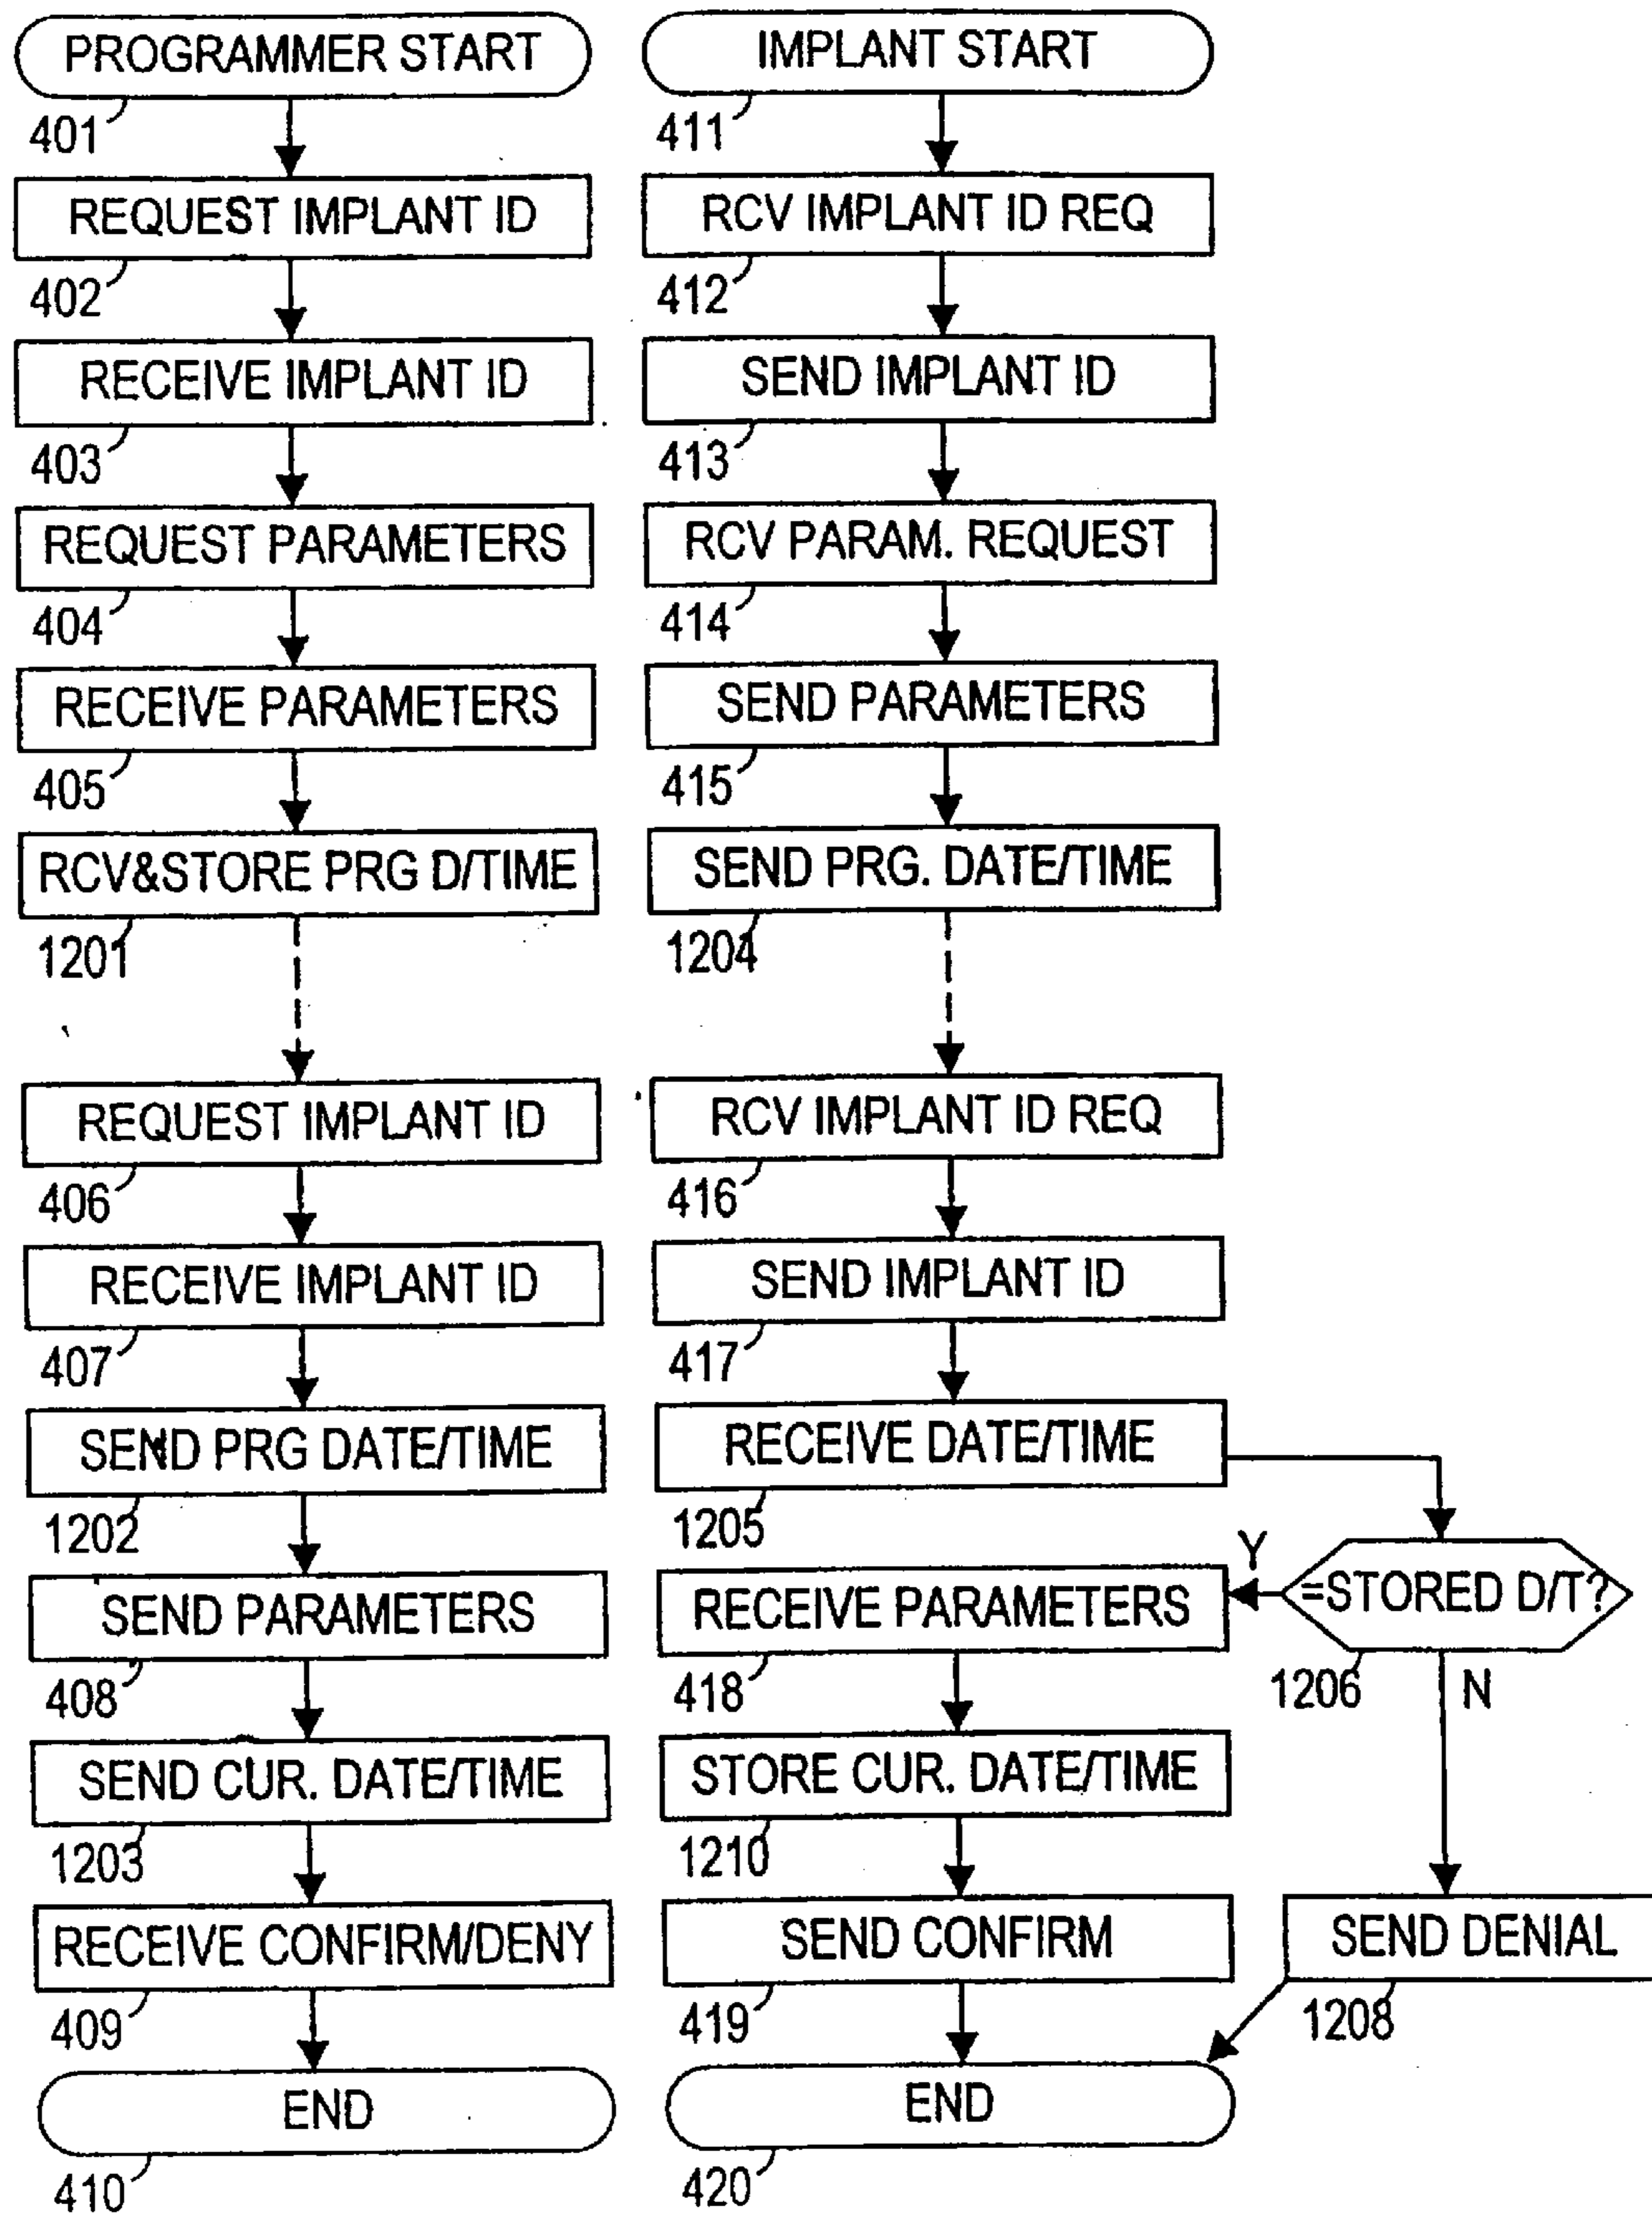 PROGRAMMER START
401
REQUEST IMPLANT ID
402
RECEIVE IMPLANT ID
403
REQUEST PARAMETERS
404
RECEIVE PARAMETERS
405
RCV&STORE PRG D/TIME
1201
REQUEST IMPLANT ID
406
RECEIVE IMPLANT ID
407
SEND PRG DATE/TIME
1202
SEND PARAMETERS
408
SEND CUR. DATE/TIME
1203
RECEIVE CONFIRM/DENY
409
END
410
IMPLANT START
411
RCV IMPLANT ID REQ
412
SEND IMPLANT ID
413
RCV PARAM. REQUEST
414
SEND PARAMETERS
415
SEND PRG. DATE/TIME
1204
RCV IMPLANT ID REQ
416
SEND IMPLANT ID
417
RECEIVE DATE/TIME
1205
=STORED D/T?
1206
Y
N
RECEIVE PARAMETERS
418
STORE CUR. DATE/TIME
1210
SEND CONFIRM
419
SEND DENIAL
1208
END
420